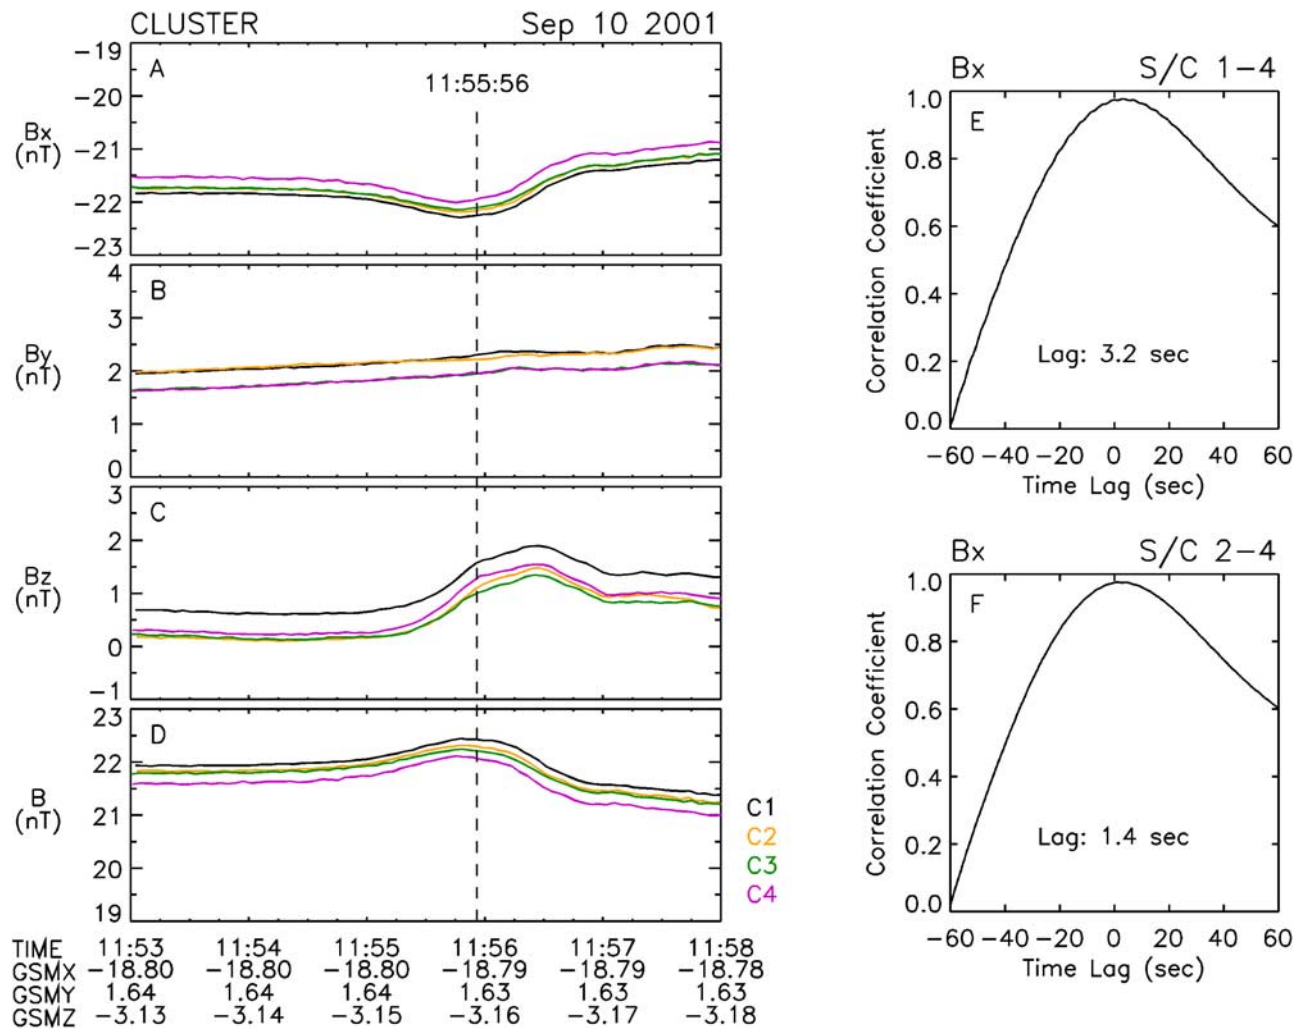 CLUSTER Sep 10 2001
A
11:55:56
-19
-20
-21
-22
-23
Bx
(nT)
B
4
3
2
1
0
By
(nT)
C
3
2
1
0
-1
Bz
(nT)
D
23
22
21
20
19
B
(nT)
C1
C2
C3
C4
TIME 11:53 11:54 11:55 11:56 11:57 11:58
GSMX -18.80 -18.80 -18.80 -18.79 -18.79 -18.78
GSMY 1.64 1.64 1.64 1.63 1.63 1.63
GSMZ -3.13 -3.14 -3.15 -3.16 -3.17 -3.18
Bx S/C 1-4
E
1.0
0.8
0.6
0.4
0.2
0.0
Correlation Coefficient
Lag: 3.2 sec
-60 -40 -20 0 20 40 60
Time Lag (sec)
Bx S/C 2-4
F
1.0
0.8
0.6
0.4
0.2
0.0
Correlation Coefficient
Lag: 1.4 sec
-60 -40 -20 0 20 40 60
Time Lag (sec)